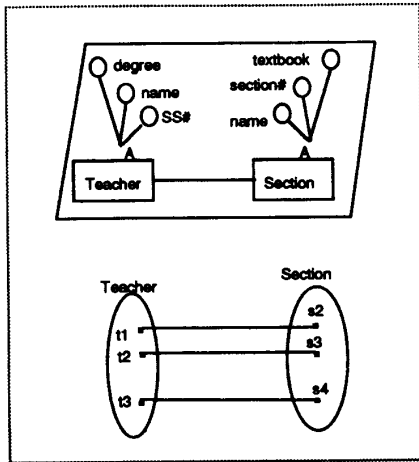 degree
textbook
name
section#
SS#
name
Teacher
Section
Teacher
Section
t1
s2
t2
s3
t3
s4